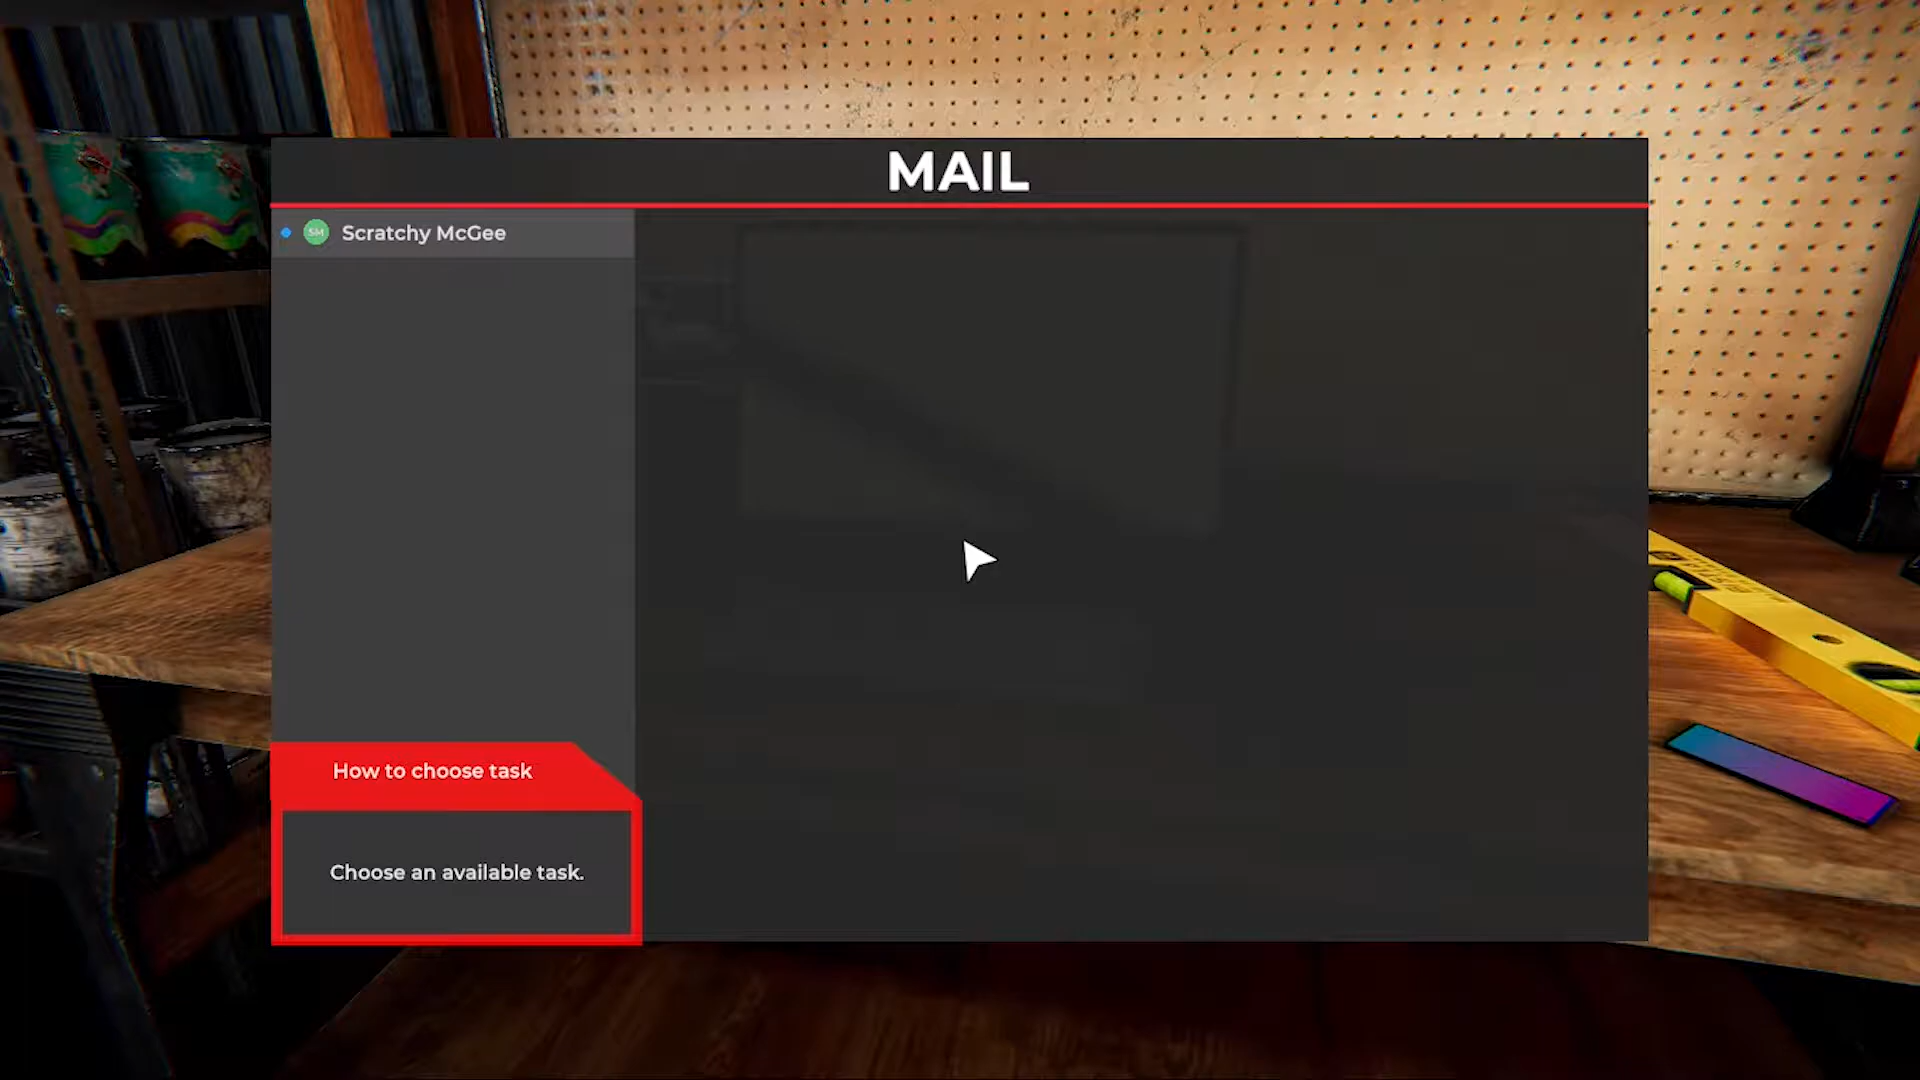 MAIL
SM
Scratchy McGee
How to choose task
Choose an available task.